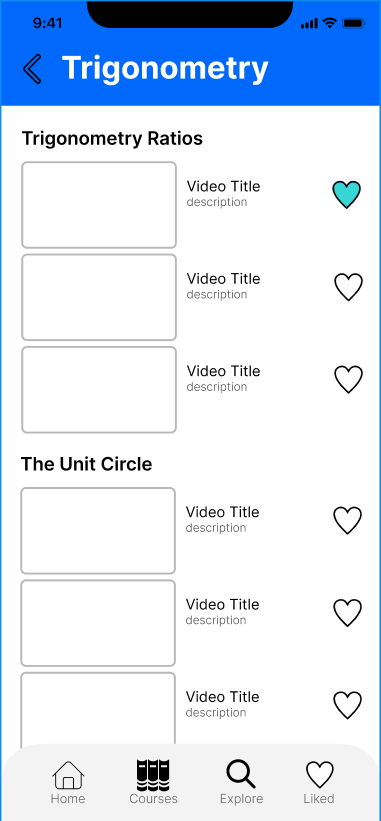 9:41
Trigonometry
Trigonometry Ratios
Video Title
description
Video Title
description
Video Title
description
The Unit Circle
Video Title
description
Video Title
description
Video Title
description
Home
Courses
Explore
Liked